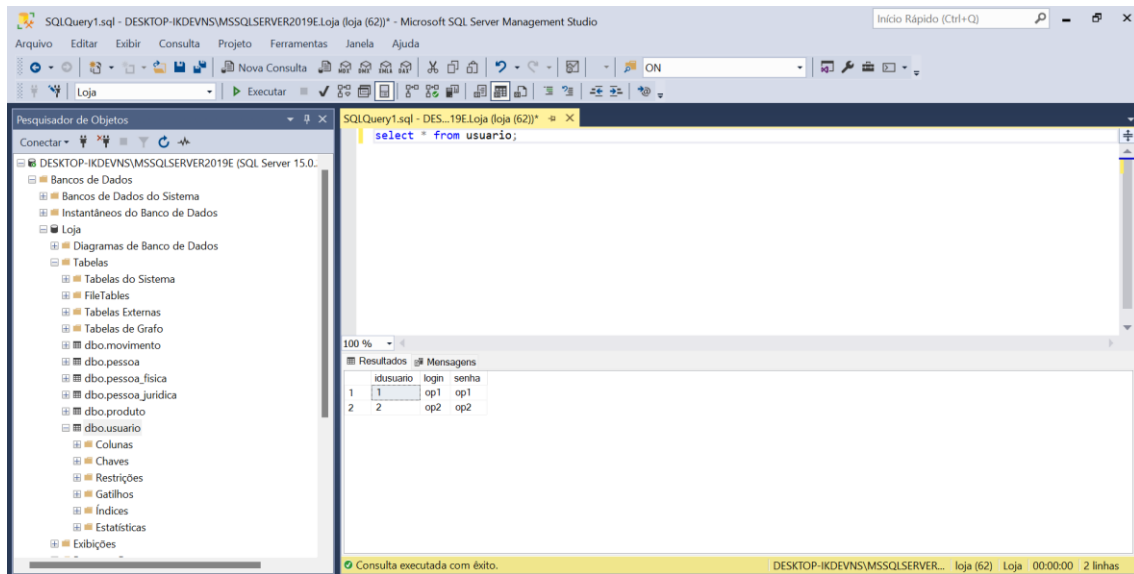 SQLQuery1.sql - DESKTOP-IKDEVNS\MSSQLSERVER2019E.Loja (loja (62))* - Microsoft SQL Server Management Studio
Início Rápido (Ctrl+Q)
Arquivo Editar Exibir Consulta Projeto Ferramentas Janela Ajuda
Nova Consulta ON
Loja Executar
Pesquisador de Objetos
SQLQuery1.sql - DES...19E.Loja (loja (62))*
Conectar
select * from usuario;
DESKTOP-IKDEVNS\MSSQLSERVER2019E (SQL Server 15.0..
Bancos de Dados
Bancos de Dados do Sistema
Instantâneos do Banco de Dados
Loja
Diagramas de Banco de Dados
Tabelas
Tabelas do Sistema
FileTables
Tabelas Externas
Tabelas de Grafo
dbo.movimento
dbo.pessoa
dbo.pessoa_fisica
dbo.pessoa_juridica
dbo.produto
dbo.usuario
Colunas
Chaves
Restrições
Gatilhos
Índices
Estatísticas
Exibições
100 %
Resultados Mensagens
idusuario login senha
1 1 op1 op1
2 2 op2 op2
Consulta executada com êxito.
DESKTOP-IKDEVNS\MSSQLSERVER... loja (62) Loja 00:00:00 2 linhas